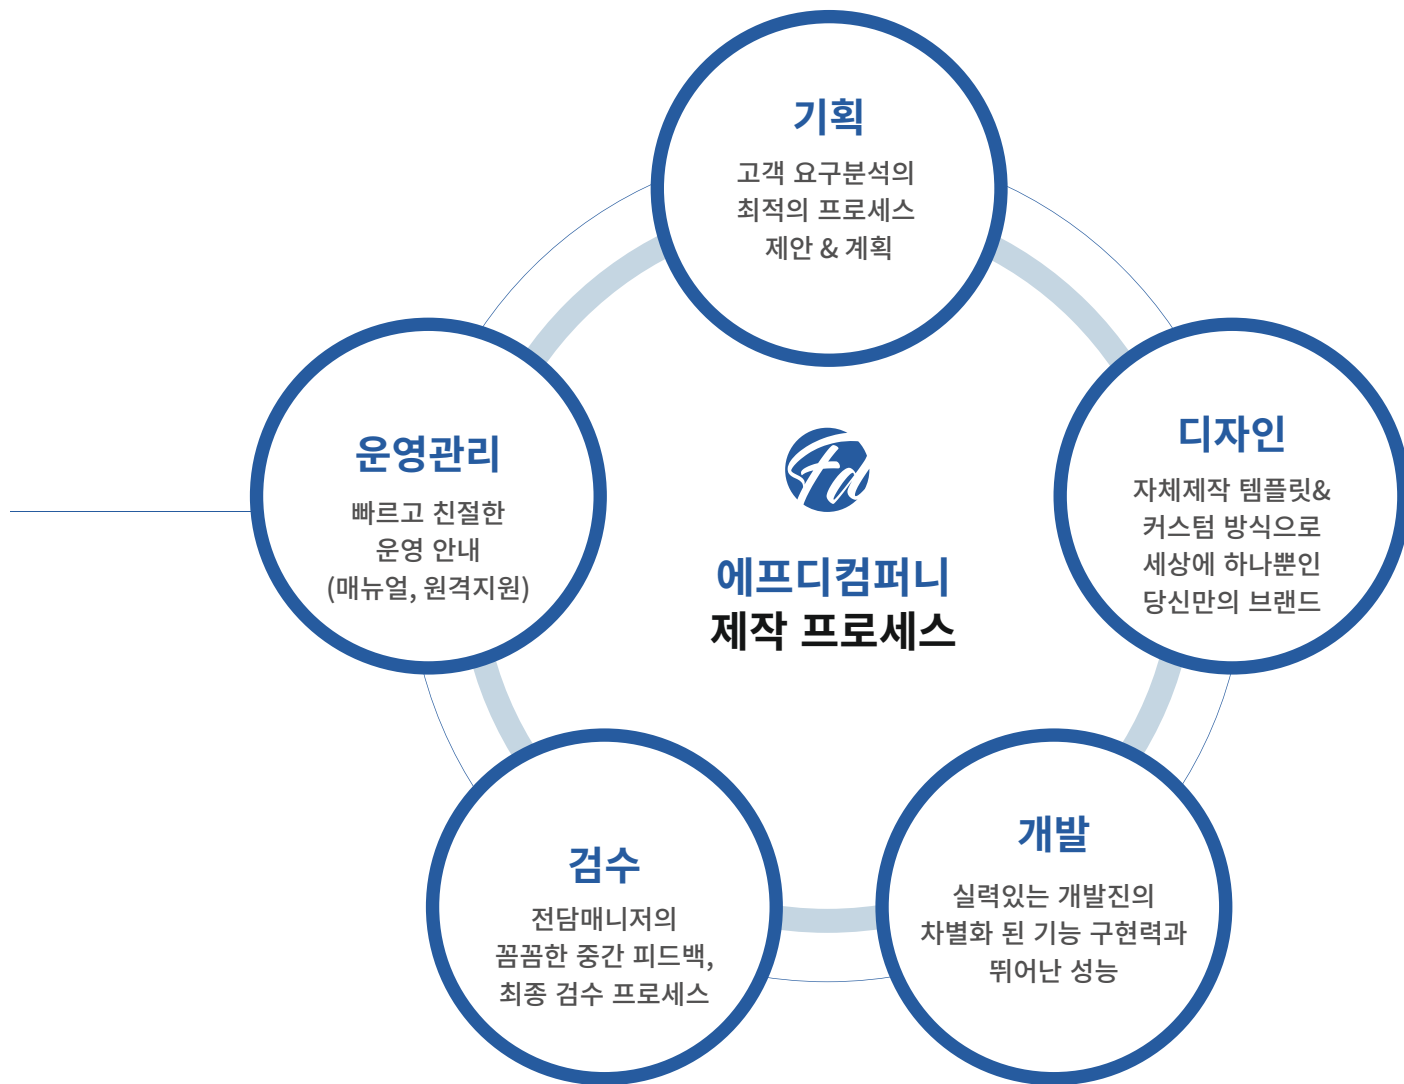 기획
고객 요구분석의
최적의 프로세스
제안 & 계획
디자인
자체제작 템플릿&
커스텀 방식으로
세상에 하나뿐인
당신만의 브랜드
개발
실력있는 개발진의
차별화 된 기능 구현력과
뛰어난 성능
검수
전담매니저의
꼼꼼한 중간 피드백,
최종 검수 프로세스
운영관리
빠르고 친절한
운영 안내
(매뉴얼, 원격지원)
Fd
에프디컴퍼니
제작 프로세스